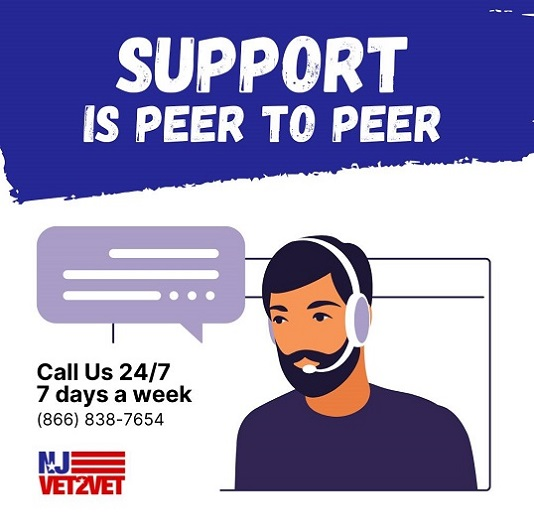 SUPPORT
IS PEER TO PEER
Call Us 24/7
7 days a week
(866) 838-7654
NJ
VET2VET